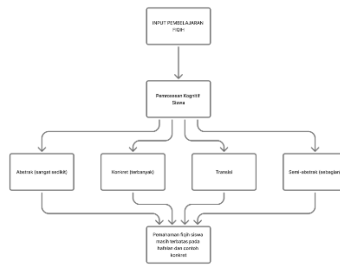 INPUT PEMBELAJARAN
FIQIH
Pemrosesan Kognitif
Siswa
Abstrak (sangat sedikit)
Konkret (terbanyak)
Transisi
Semi-abstrak (sebagian)
Pemahaman fiqih siswa
masih terbatas pada
hafalan dan contoh
konkret